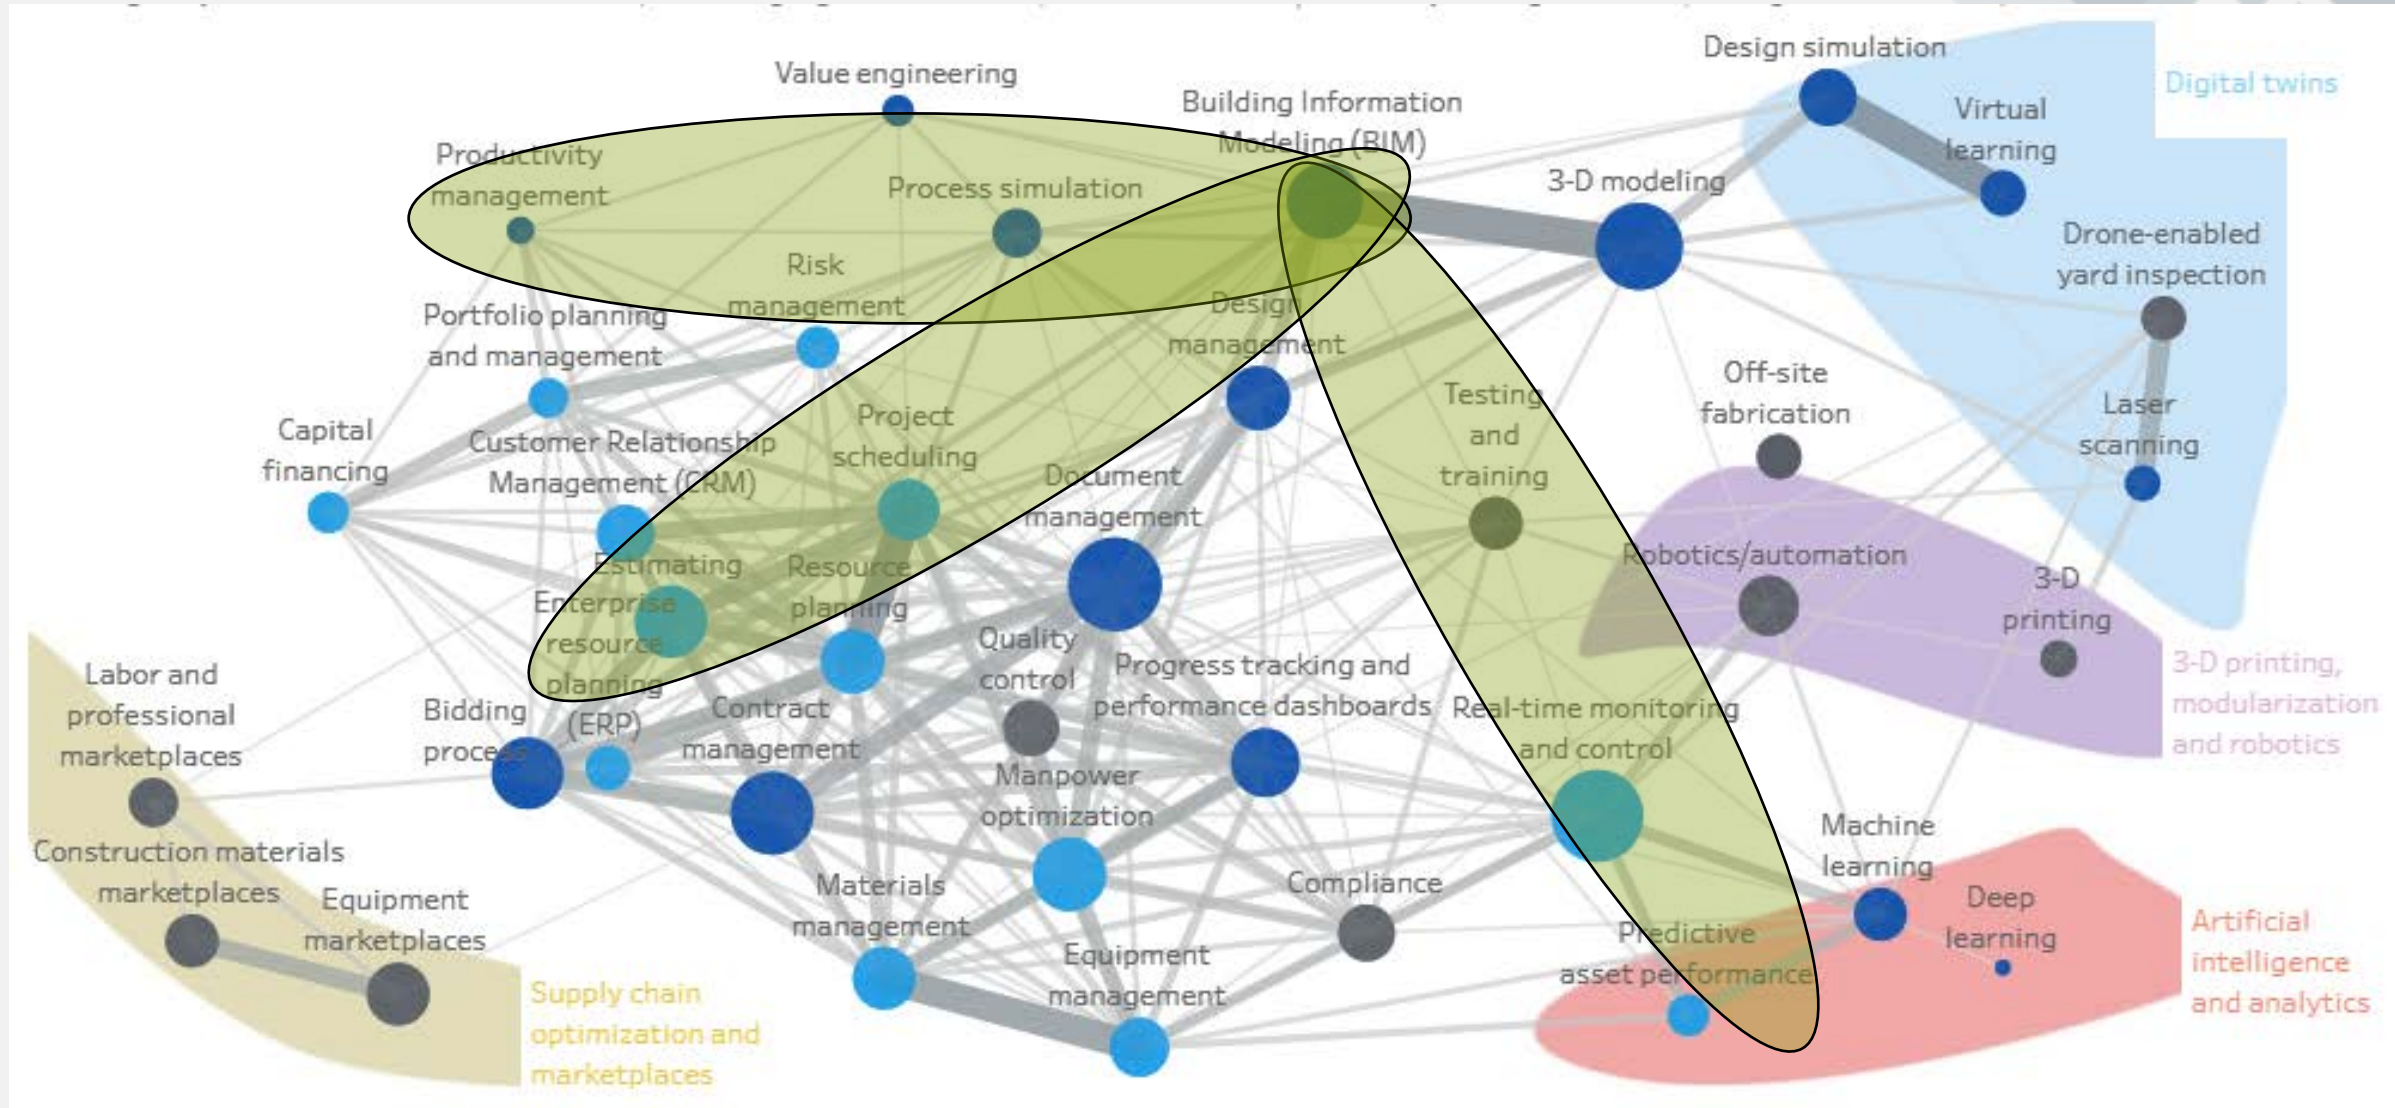 Design simulation
Value engineering
Digital twins
Building Information
Modeling (BIM)
Virtual
learning
Productivity
management
Process simulation
3-D modeling
Drone-enabled
yard inspection
Risk
management
Portfolio planning
and management
Design
management
Off-site
fabrication
Testing
and
training
Laser
scanning
Project
scheduling
Capital
financing
Customer Relationship
Management (CRM)
Document
management
Robotics/automation
Estimating
Resource
planning
3-D
printing
Enterprise
resource
planning
(ERP)
Quality
control
Progress tracking and
performance dashboards
3-D printing,
modularization
and robotics
Labor and
professional
marketplaces
Bidding
process
Contract
management
Real-time monitoring
and control
Manpower
optimization
Machine
learning
Construction materials
marketplaces
Equipment
marketplaces
Materials
management
Compliance
Deep
learning
Predictive
asset performance
Artificial
intelligence
and analytics
Equipment
management
Supply chain
optimization and
marketplaces